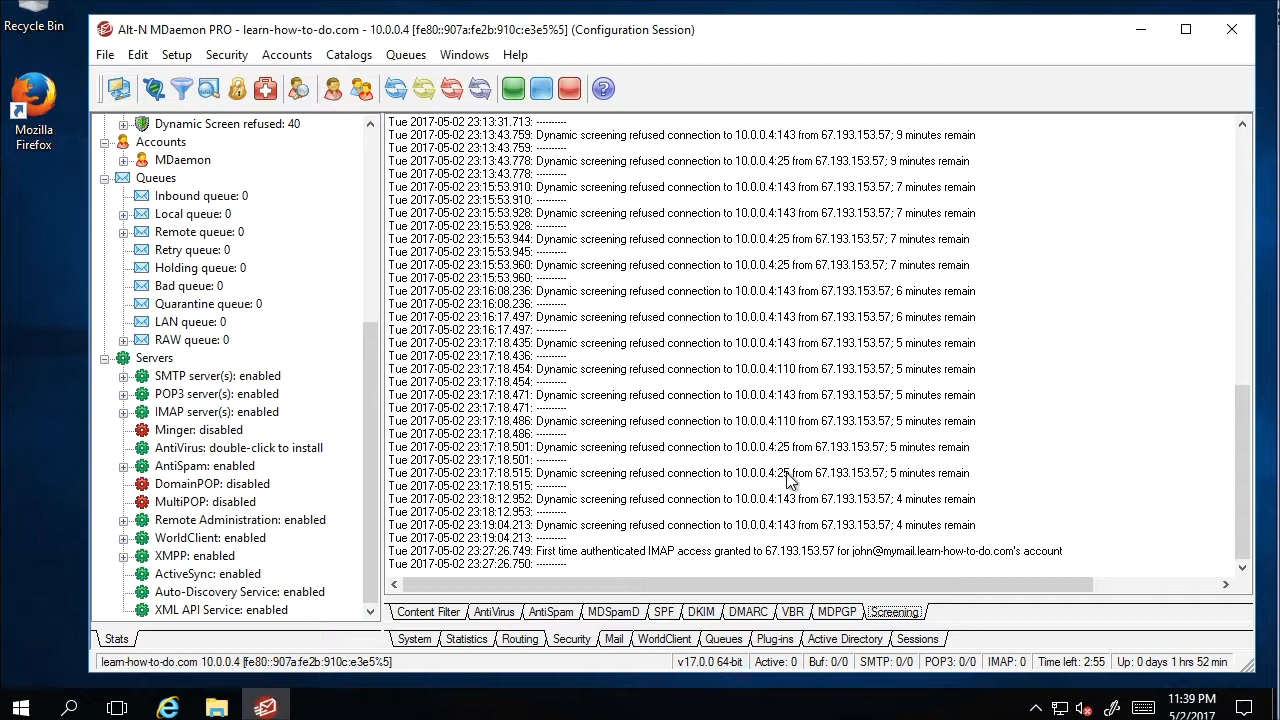 Recycle Bin
Mozilla
Firefox
Alt-N MDaemon PRO - learn-how-to-do.com - 10.0.0.4 [fe80::907a:fe2b:910c:e3e5%5] (Configuration Session)
File Edit Setup Security Accounts Catalogs Queues Windows Help
Dynamic Screen refused: 40
Accounts
MDaemon
Queues
Inbound queue: 0
Local queue: 0
Remote queue: 0
Retry queue: 0
Holding queue: 0
Bad queue: 0
Quarantine queue: 0
LAN queue: 0
RAW queue: 0
Servers
SMTP server(s): enabled
POP3 server(s): enabled
IMAP server(s): enabled
Minger: disabled
AntiVirus: double-click to install
AntiSpam: enabled
DomainPOP: disabled
MultiPOP: disabled
Remote Administration: enabled
WorldClient: enabled
XMPP: enabled
ActiveSync: enabled
Auto-Discovery Service: enabled
XML API Service: enabled
Stats
Tue 2017-05-02 23:13:31.713: ----------
Tue 2017-05-02 23:13:43.759: Dynamic screening refused connection to 10.0.0.4:143 from 67.193.153.57; 9 minutes remain
Tue 2017-05-02 23:13:43.759: ----------
Tue 2017-05-02 23:13:43.778: Dynamic screening refused connection to 10.0.0.4:25 from 67.193.153.57; 9 minutes remain
Tue 2017-05-02 23:13:43.778: ----------
Tue 2017-05-02 23:15:53.910: Dynamic screening refused connection to 10.0.0.4:143 from 67.193.153.57; 7 minutes remain
Tue 2017-05-02 23:15:53.910: ----------
Tue 2017-05-02 23:15:53.928: Dynamic screening refused connection to 10.0.0.4:143 from 67.193.153.57; 7 minutes remain
Tue 2017-05-02 23:15:53.928: ----------
Tue 2017-05-02 23:15:53.944: Dynamic screening refused connection to 10.0.0.4:25 from 67.193.153.57; 7 minutes remain
Tue 2017-05-02 23:15:53.945: ----------
Tue 2017-05-02 23:15:53.960: Dynamic screening refused connection to 10.0.0.4:25 from 67.193.153.57; 7 minutes remain
Tue 2017-05-02 23:15:53.960: ----------
Tue 2017-05-02 23:16:08.236: Dynamic screening refused connection to 10.0.0.4:143 from 67.193.153.57; 6 minutes remain
Tue 2017-05-02 23:16:08.236: ----------
Tue 2017-05-02 23:16:17.497: Dynamic screening refused connection to 10.0.0.4:143 from 67.193.153.57; 6 minutes remain
Tue 2017-05-02 23:16:17.497: ----------
Tue 2017-05-02 23:17:18.435: Dynamic screening refused connection to 10.0.0.4:143 from 67.193.153.57; 5 minutes remain
Tue 2017-05-02 23:17:18.436: ----------
Tue 2017-05-02 23:17:18.454: Dynamic screening refused connection to 10.0.0.4:110 from 67.193.153.57; 5 minutes remain
Tue 2017-05-02 23:17:18.454: ----------
Tue 2017-05-02 23:17:18.471: Dynamic screening refused connection to 10.0.0.4:143 from 67.193.153.57; 5 minutes remain
Tue 2017-05-02 23:17:18.471: ----------
Tue 2017-05-02 23:17:18.486: Dynamic screening refused connection to 10.0.0.4:110 from 67.193.153.57; 5 minutes remain
Tue 2017-05-02 23:17:18.486: ----------
Tue 2017-05-02 23:17:18.501: Dynamic screening refused connection to 10.0.0.4:25 from 67.193.153.57; 5 minutes remain
Tue 2017-05-02 23:17:18.501: ----------
Tue 2017-05-02 23:17:18.515: Dynamic screening refused connection to 10.0.0.4:25 from 67.193.153.57; 5 minutes remain
Tue 2017-05-02 23:17:18.515: ----------
Tue 2017-05-02 23:18:12.952: Dynamic screening refused connection to 10.0.0.4:143 from 67.193.153.57; 4 minutes remain
Tue 2017-05-02 23:18:12.953: ----------
Tue 2017-05-02 23:19:04.213: Dynamic screening refused connection to 10.0.0.4:143 from 67.193.153.57; 4 minutes remain
Tue 2017-05-02 23:19:04.213: ----------
Tue 2017-05-02 23:27:26.749: First time authenticated IMAP access granted to 67.193.153.57 for john@mymail.learn-how-to-do.com's account
Tue 2017-05-02 23:27:26.750: ----------
Content Filter AntiVirus AntiSpam MDSpamD SPF DKIM DMARC VBR MDPGP Screening
System Statistics Routing Security Mail WorldClient Queues Plug-ins Active Directory Sessions
learn-how-to-do.com 10.0.0.4 [fe80::907a:fe2b:910c:e3e5%5] v17.0.0 64-bit Active: 0 Buf: 0/0 SMTP: 0/0 POP3: 0/0 IMAP: 0 Time left: 2:55 Up: 0 days 1 hrs 52 min
11:39 PM
5/2/2017